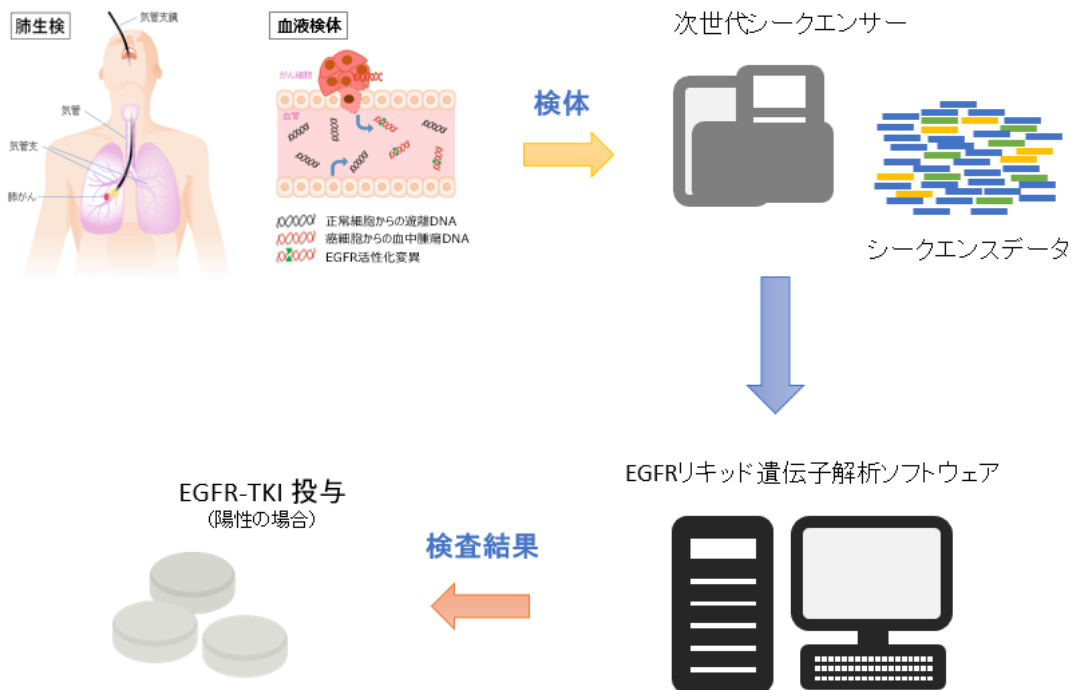 肺生検
気管支鏡
気管
気管支
肺がん
血液検体
がん細胞
血管
正常細胞からの遊離DNA
癌細胞からの血中腫瘍DNA
EGFR活性化変異
検体
次世代シークエンサー
シークエンスデータ
EGFRリキッド遺伝子解析ソフトウェア
検査結果
EGFR-TKI 投与
(陽性の場合)